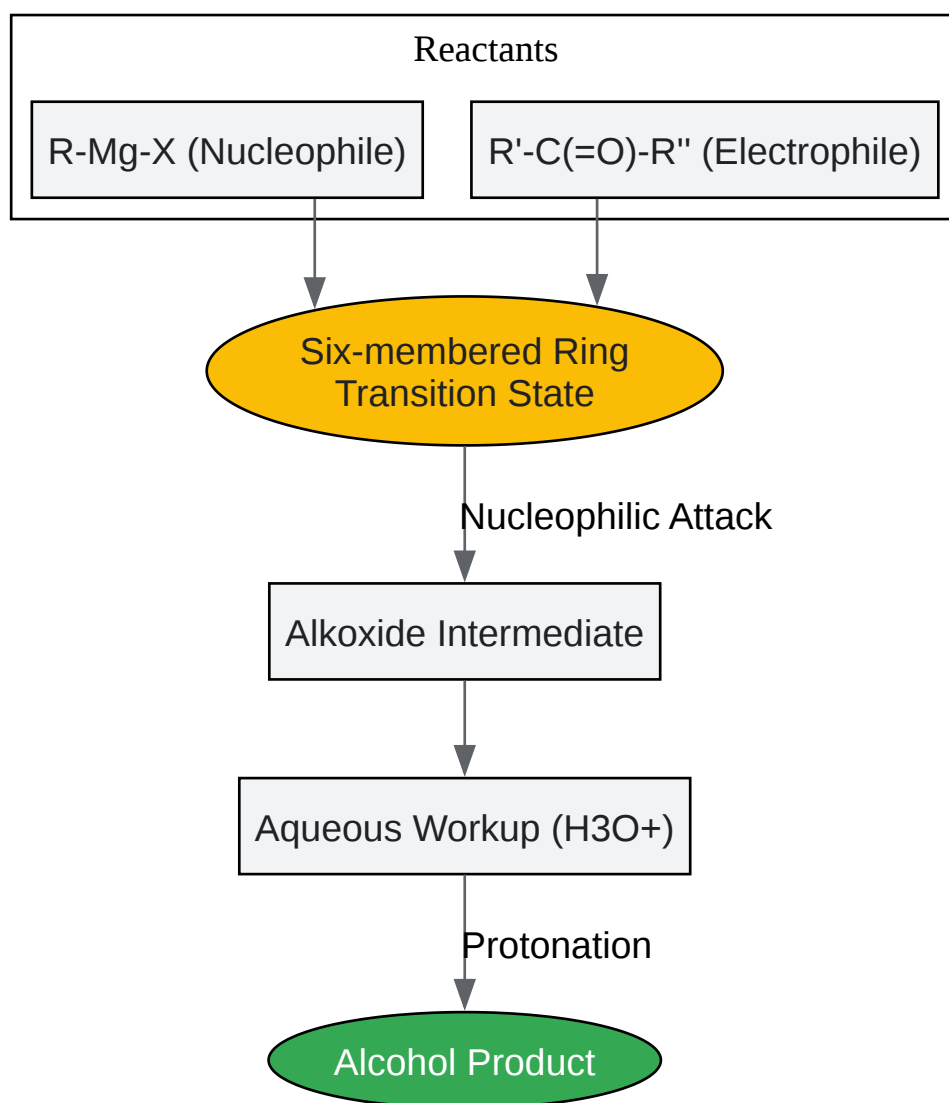 Reactants
R-Mg-X (Nucleophile)
R'-C(=O)-R'' (Electrophile)
Six-membered Ring
Transition State
Nucleophilic Attack
Alkoxide Intermediate
Aqueous Workup (H3O+)
Protonation
Alcohol Product